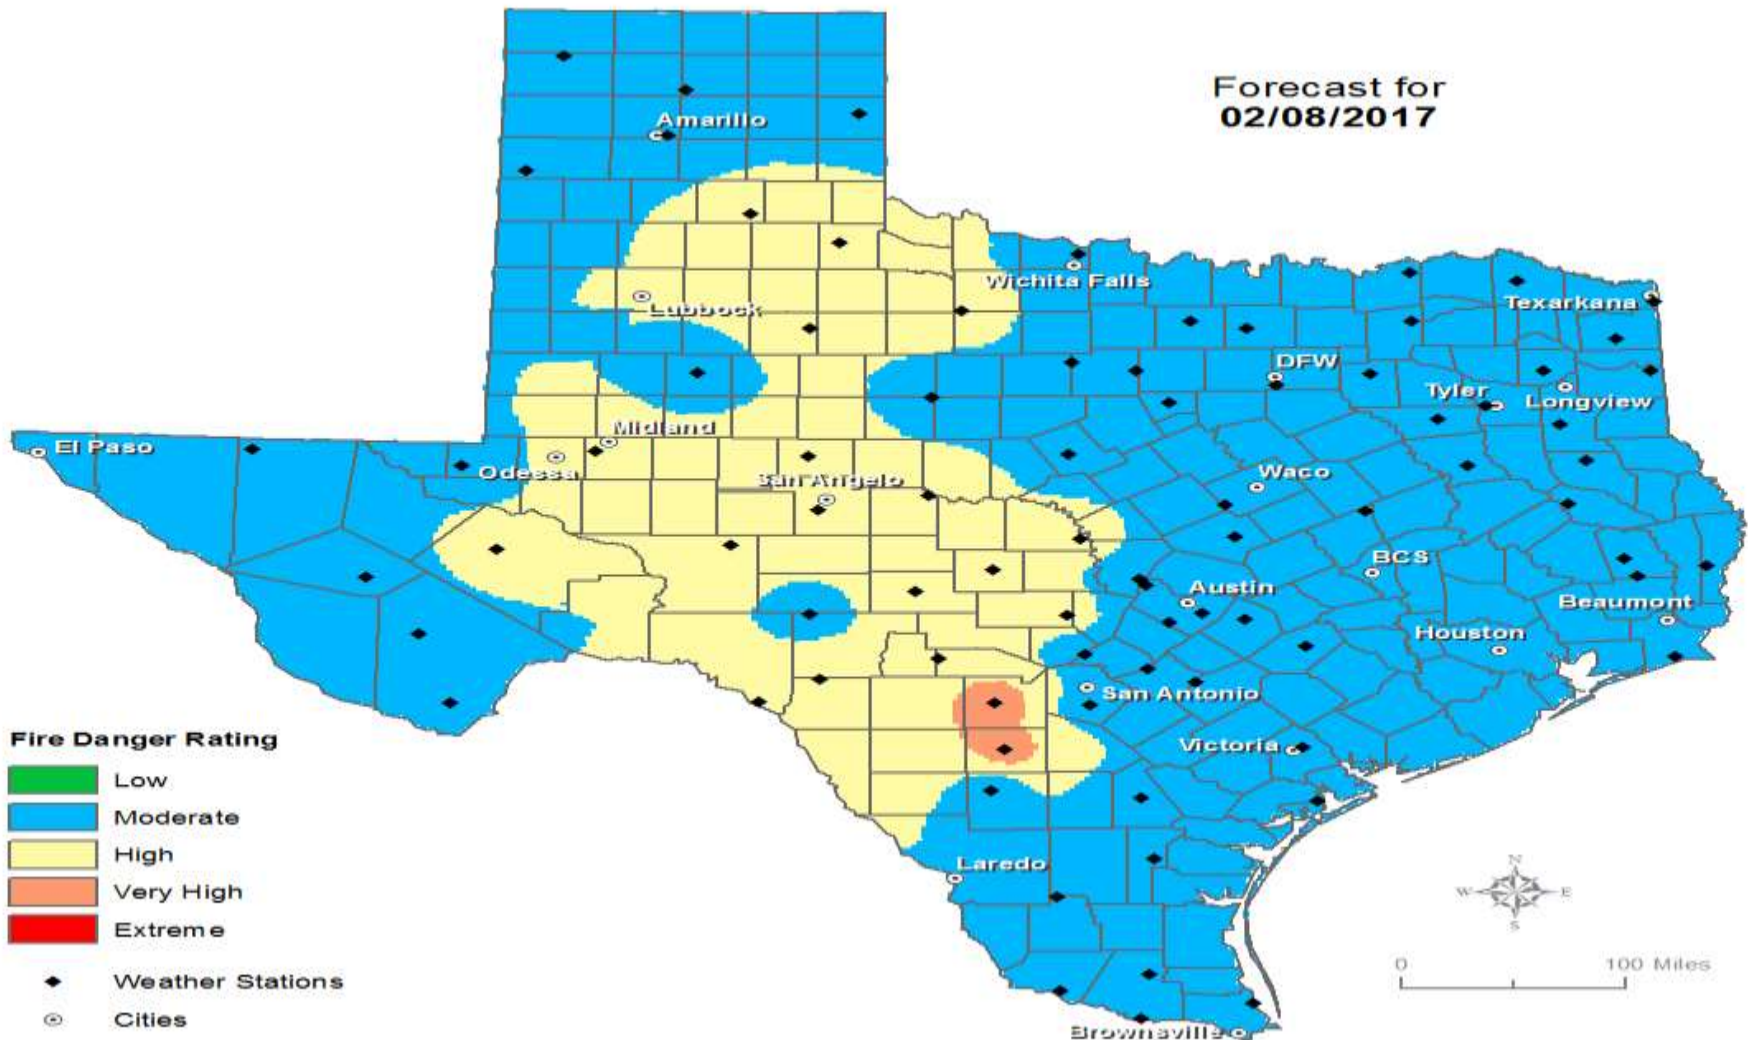 Forecast for
02/08/2017
Amarillo
Wichita Falls
Lubbock
Texarkana
DFW
Tyler
Longview
Midland
El Paso
Odessa
San Angelo
Waco
BCS
Austin
Beaumont
Houston
San Antonio
Victoria
Fire Danger Rating
Low
Moderate
High
Very High
Extreme
Weather Stations
Cities
Laredo
Brownsville
N
W
E
S
0 100 Miles